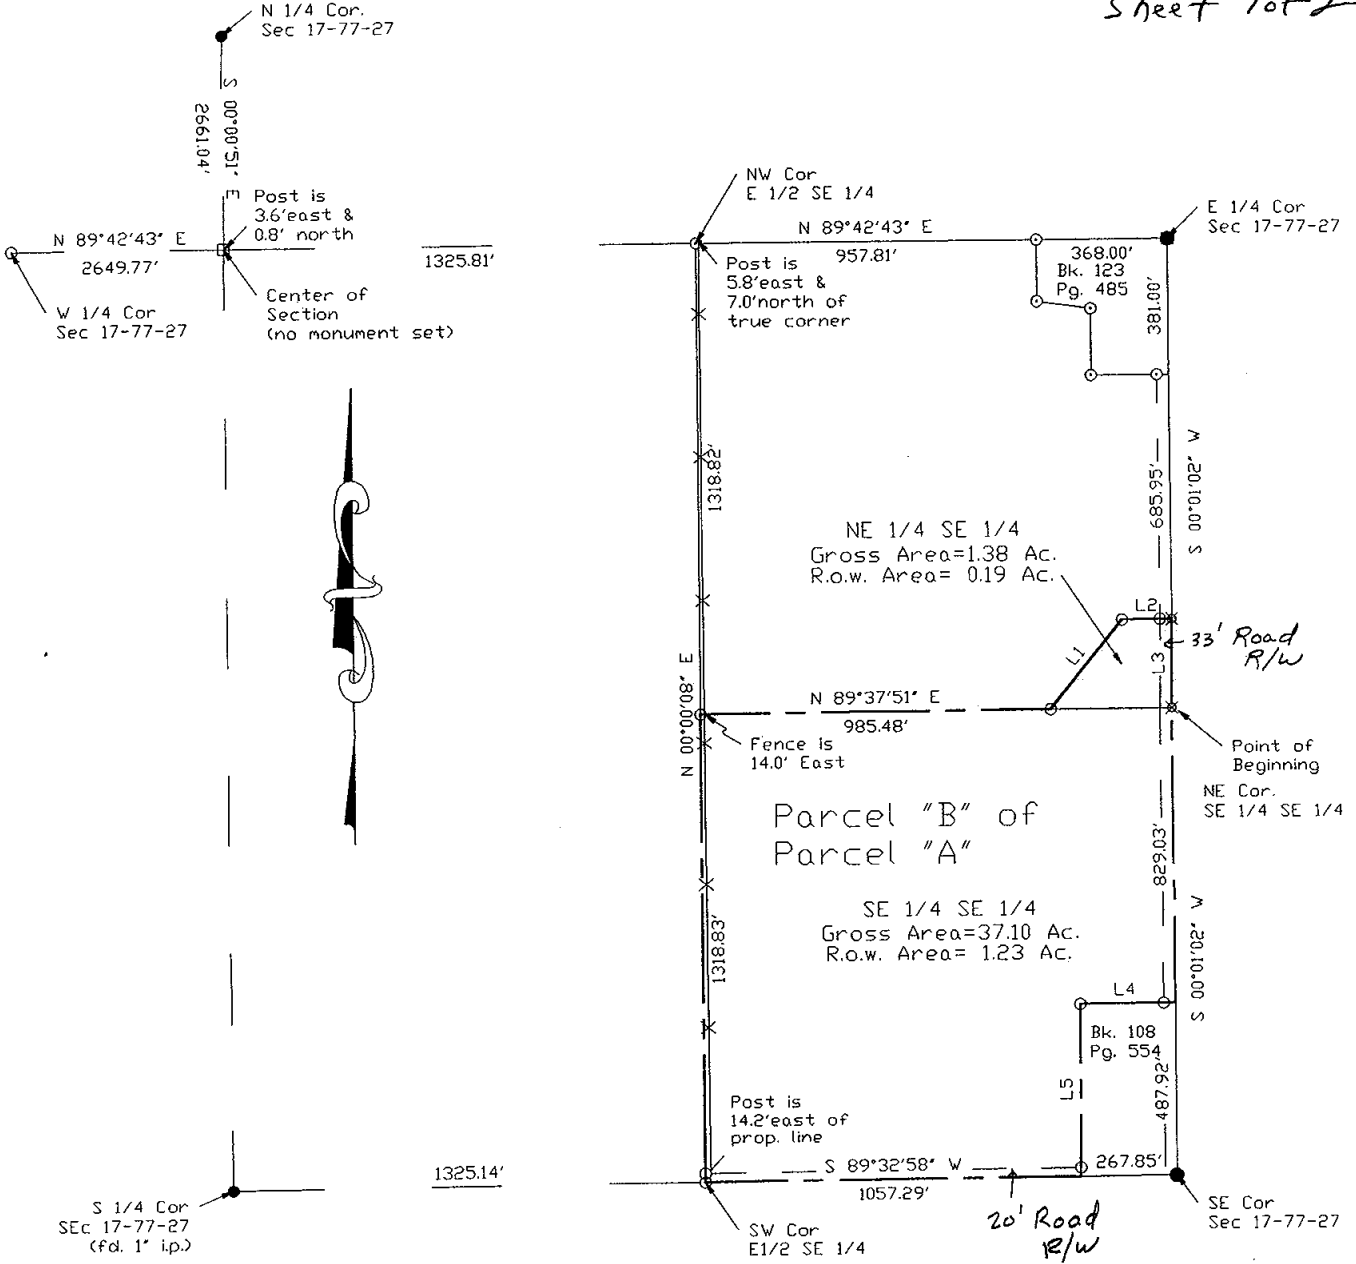 Sheet 1 of 2
N 1/4 Cor.
Sec 17-77-27
S 00°00'51" E
2661.04'
Post is
3.6'east &
0.8' north
N 89°42'43" E
2649.77'
W 1/4 Cor
Sec 17-77-27
Center of
Section
(no monument set)
1325.81'
NW Cor
E 1/2 SE 1/4
N 89°42'43" E
957.81'
Post is
5.8'east &
7.0'north of
true corner
E 1/4 Cor
Sec 17-77-27
368.00'
Bk. 123
Pg. 485
381.00'
1318.82'
685.95'
S 00°01'02" W
NE 1/4 SE 1/4
Gross Area=1.38 Ac.
R.o.w. Area= 0.19 Ac.
L2
L1
L3
33' Road
R/W
N 00°00'08" E
N 89°37'51" E
985.48'
Fence is
14.0' East
Point of
Beginning
NE Cor.
SE 1/4 SE 1/4
Parcel "B" of
Parcel "A"
829.03'
SE 1/4 SE 1/4
Gross Area=37.10 Ac.
R.o.w. Area= 1.23 Ac.
1318.83'
S 00°01'02" W
L4
Bk. 108
Pg. 554
L5
487.92'
Post is
14.2'east of
prop. line
1325.14'
S 89°32'58" W
1057.29'
267.85'
S 1/4 Cor
SEc 17-77-27
(fd. 1" i.p.)
SW Cor
E1/2 SE 1/4
20' Road
R/W
SE Cor
Sec 17-77-27